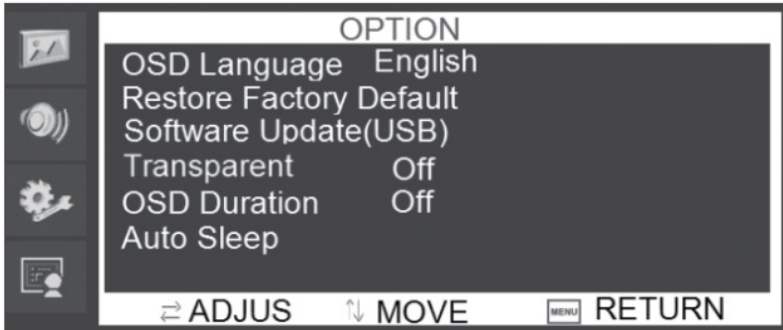 OPTION
OSD Language English
Restore Factory Default
Software Update(USB)
Transparent Off
OSD Duration Off
Auto Sleep
ADJUS MOVE MENU RETURN